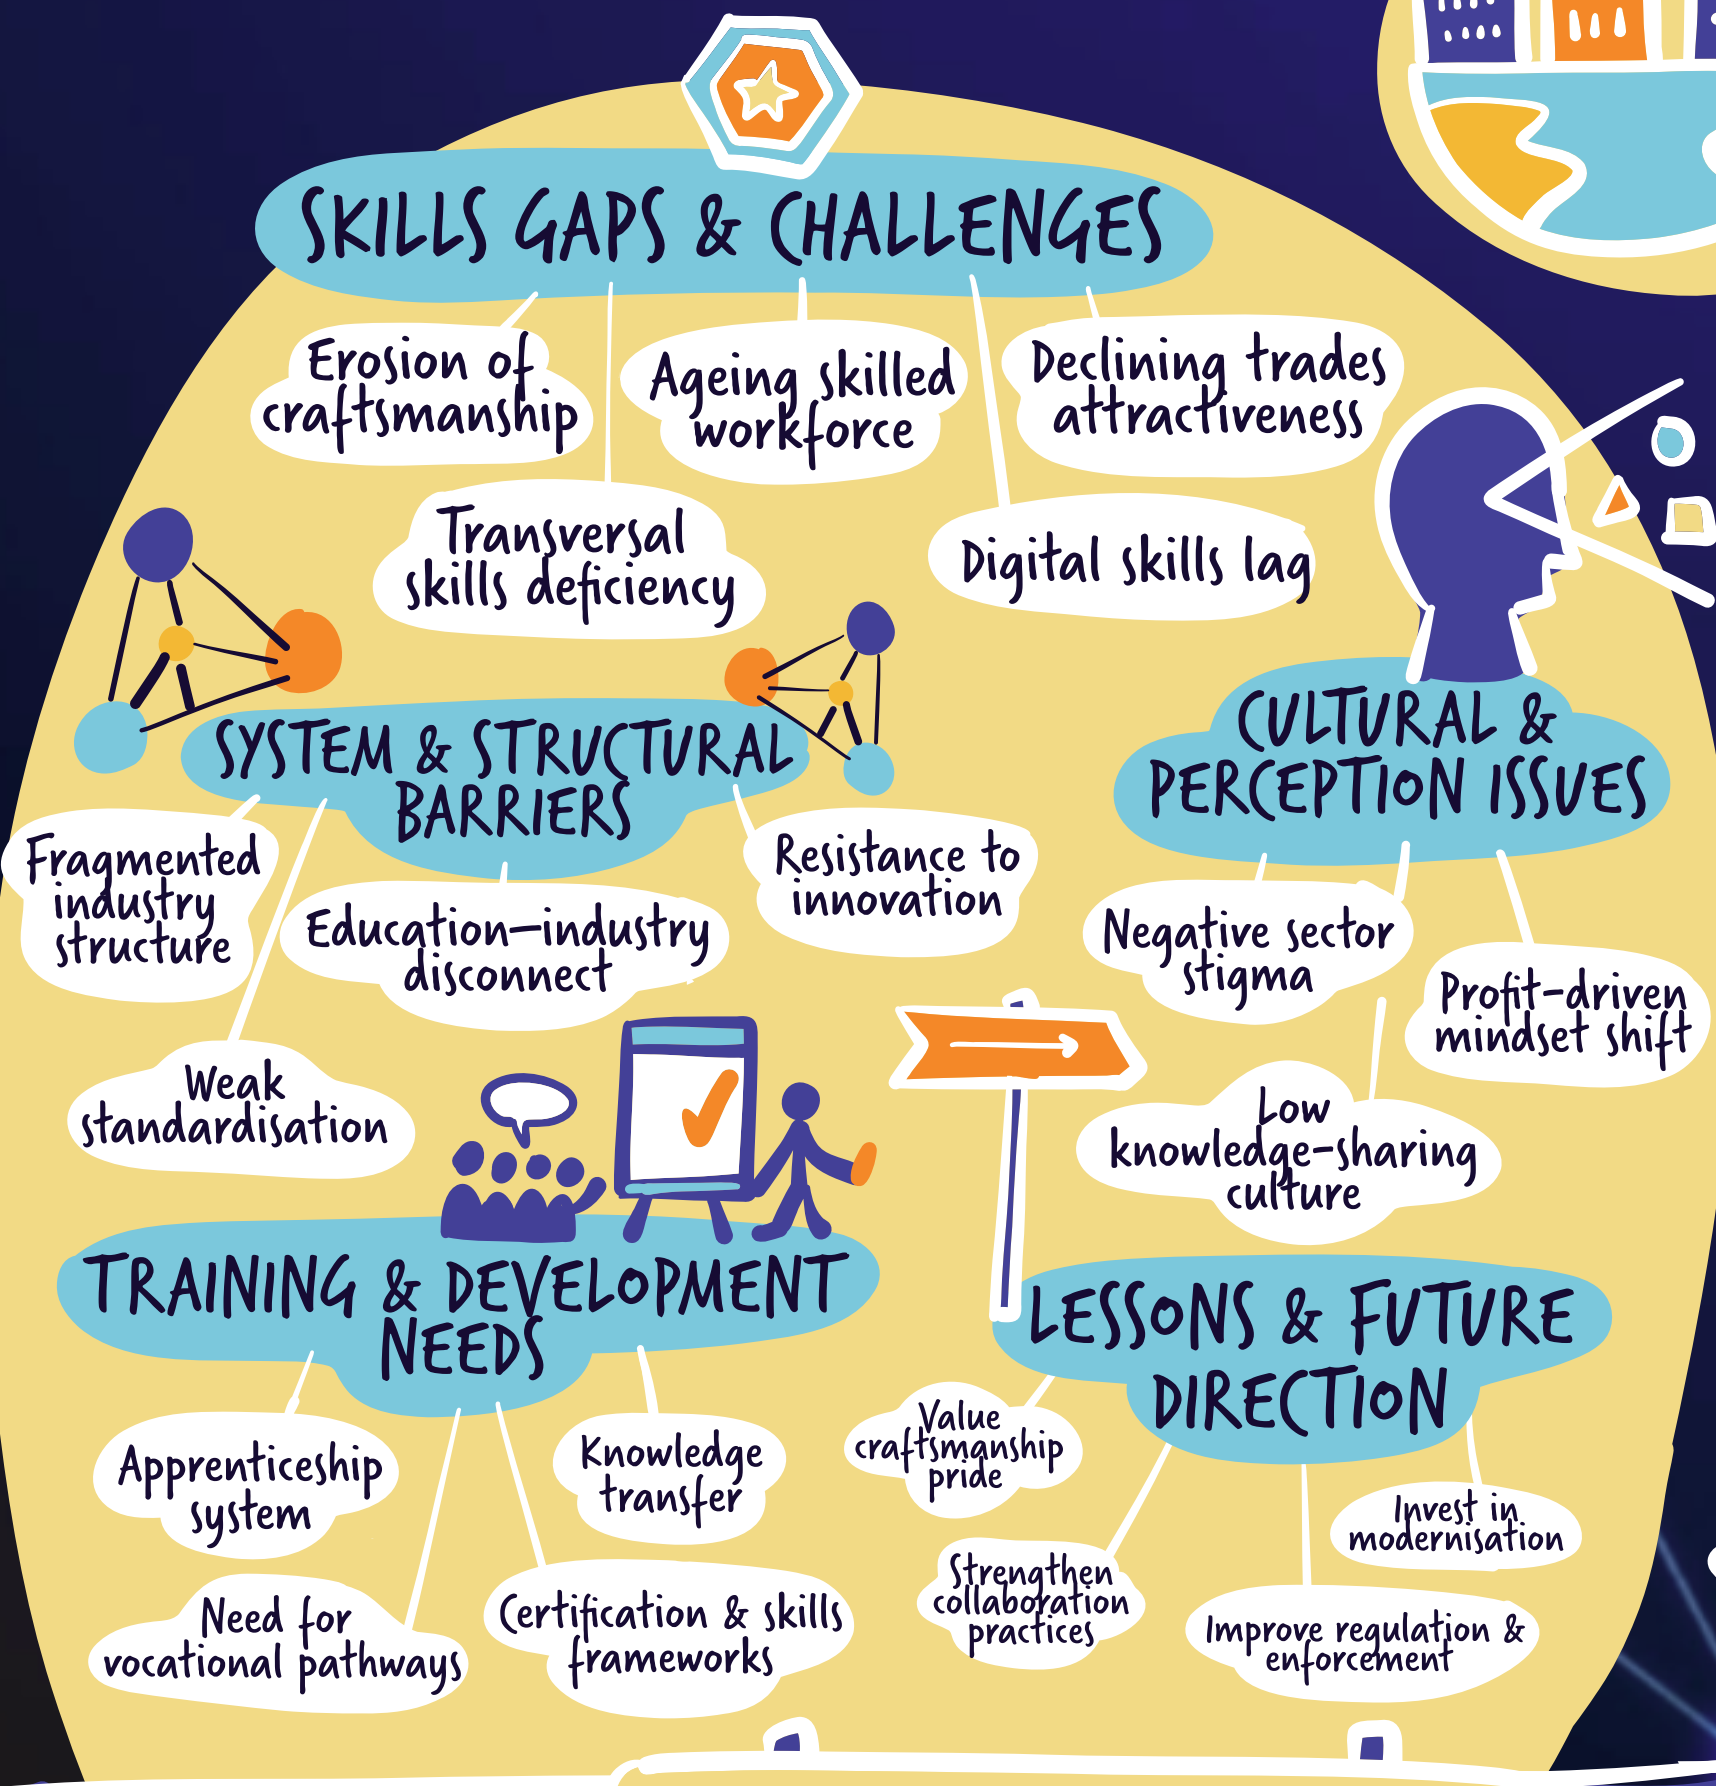 SKILLS GAPS & CHALLENGES
Erosion of
craftsmanship
Ageing skilled
workforce
Declining trades
attractiveness
Transversal
skills deficiency
Digital skills lag
SYSTEM & STRUCTURAL
BARRIERS
Fragmented
industry
structure
Education-industry
disconnect
Resistance to
innovation
Weak
standardisation
CULTURAL &
PERCEPTION ISSUES
Negative sector
stigma
Profit-driven
mindset shift
Low
knowledge-sharing
culture
TRAINING & DEVELOPMENT
NEEDS
Apprenticeship
system
Knowledge
transfer
Need for
vocational pathways
Certification & skills
frameworks
LESSONS & FUTURE
DIRECTION
Value
craftsmanship
pride
Strengthen
collaboration
practices
Invest in
modernisation
Improve regulation &
enforcement